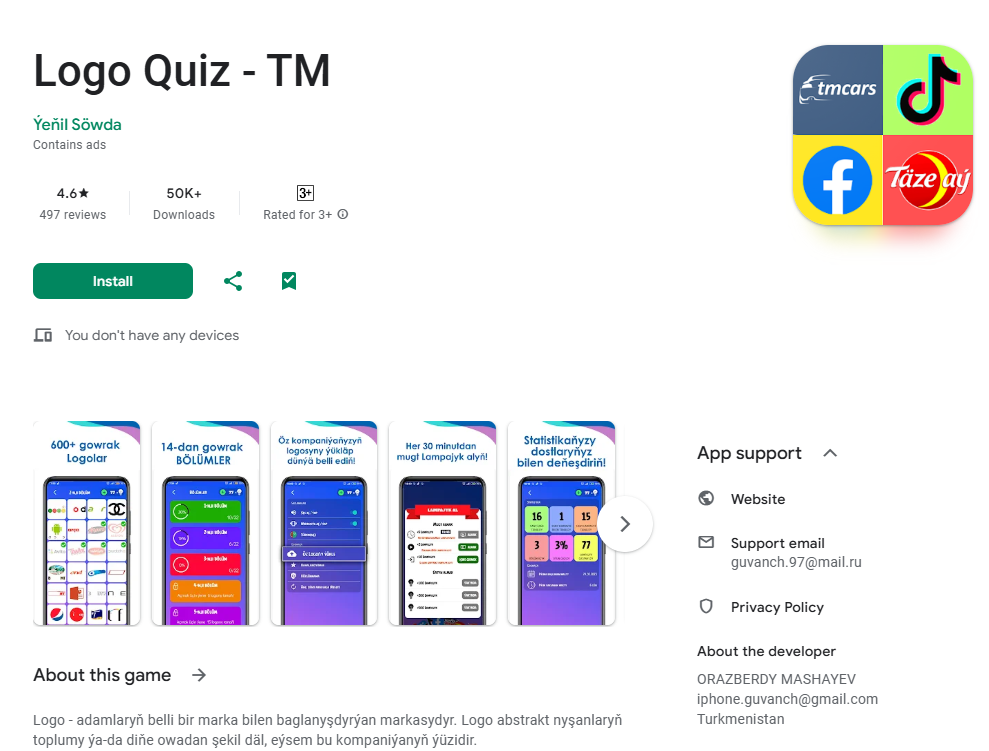 Logo Quiz - TM
Ýeňil Söwda
Contains ads
4.6★
497 reviews
50K+
Downloads
3+
Rated for 3+
Install
You don't have any devices
tmcars
Täze aý
600+ gowrak
Logolar
14-dan gowrak
BÖLÜMLER
Öz kompaniýaňyzyň
logosyny ýükläp
dünýä belli ediň!
Her 30 minutdan
mugt Lampajyk alyň!
LAMPAJYK AL
Statistikaňyzy
dostlaryňyz
bilen deňeşdiriň!
16
1
15
3
3%
77
App support
Website
Support email
guvanch.97@mail.ru
Privacy Policy
About the developer
ORAZBERDY MASHAYEV
iphone.guvanch@gmail.com
Turkmenistan
About this game
Logo - adamlaryň belli bir marka bilen baglanyşdyrýan markasydyr. Logo abstrakt nyşanlaryň
toplumy ýa-da diňe owadan şekil däl, eýsem bu kompaniýanyň ýüzidir.